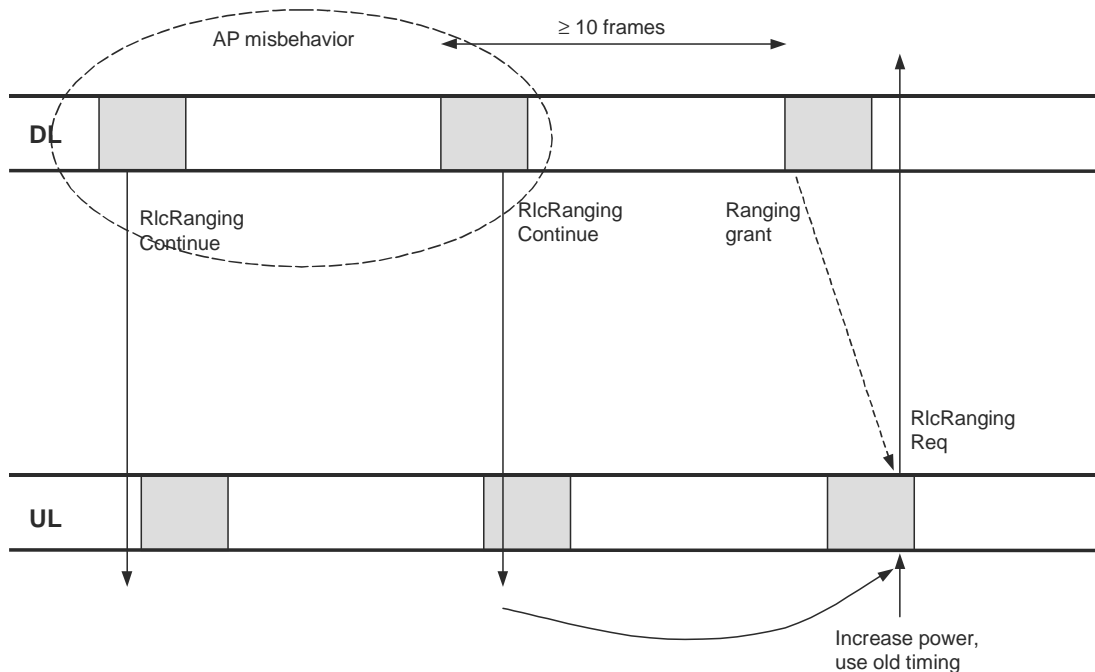 AP misbehavior
≥ 10 frames
DL
RlcRanging
Continue
RlcRanging
Continue
Ranging
grant
RlcRanging
Req
UL
Increase power,
use old timing